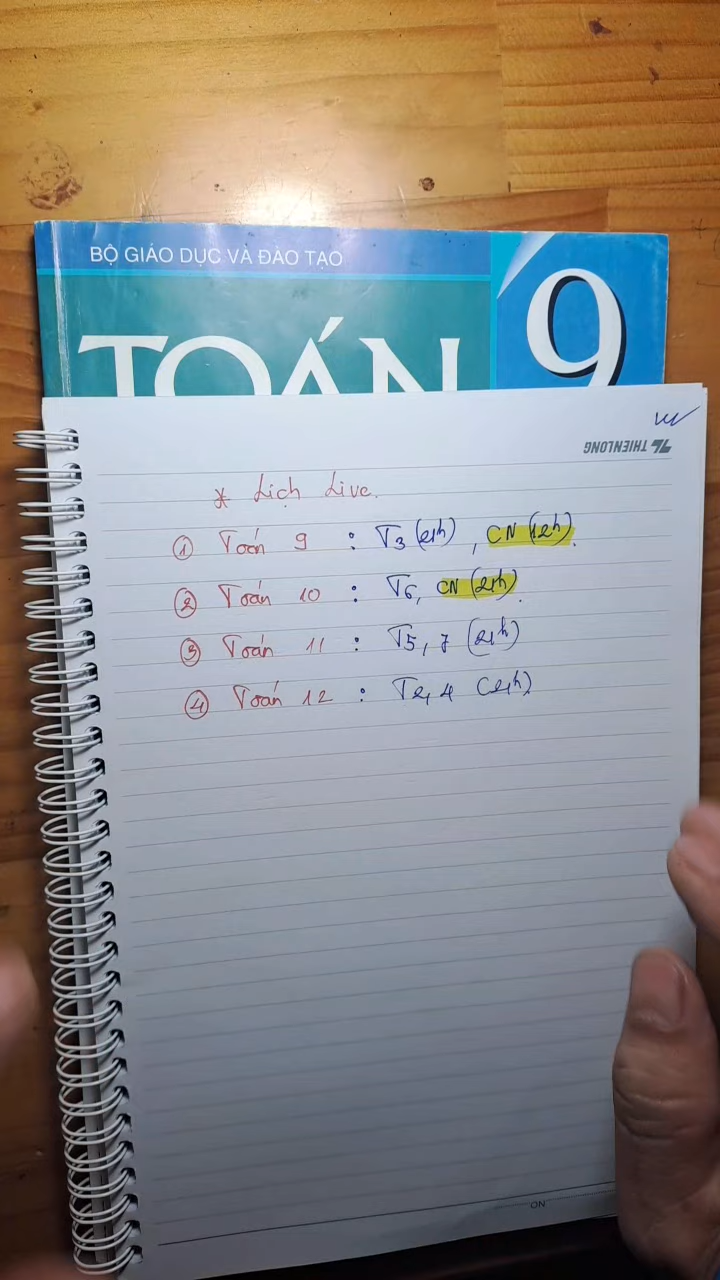 BỘ GIÁO DỤC VÀ ĐÀO TẠO
TOÁN 9
THIENLONG
* Lịch Live.
① Toán 9 : T3 (21h), CN (12h).
② Toán 10 : T6, CN (21h).
③ Toán 11 : T5, 7 (21h)
④ Toán 12 : T2, 4 (21h)
NO